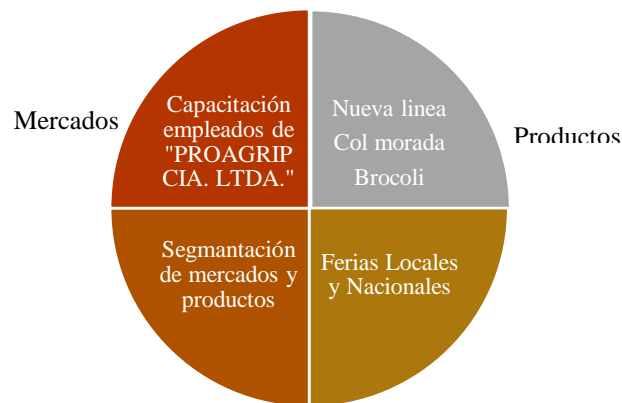 Mercados
Capacitación
empleados de
"PROAGRIP
CIA. LTDA."
Nueva linea
Col morada
Brocoli
Productos
Segmantación
de mercados y
productos
Ferias Locales
y Nacionales